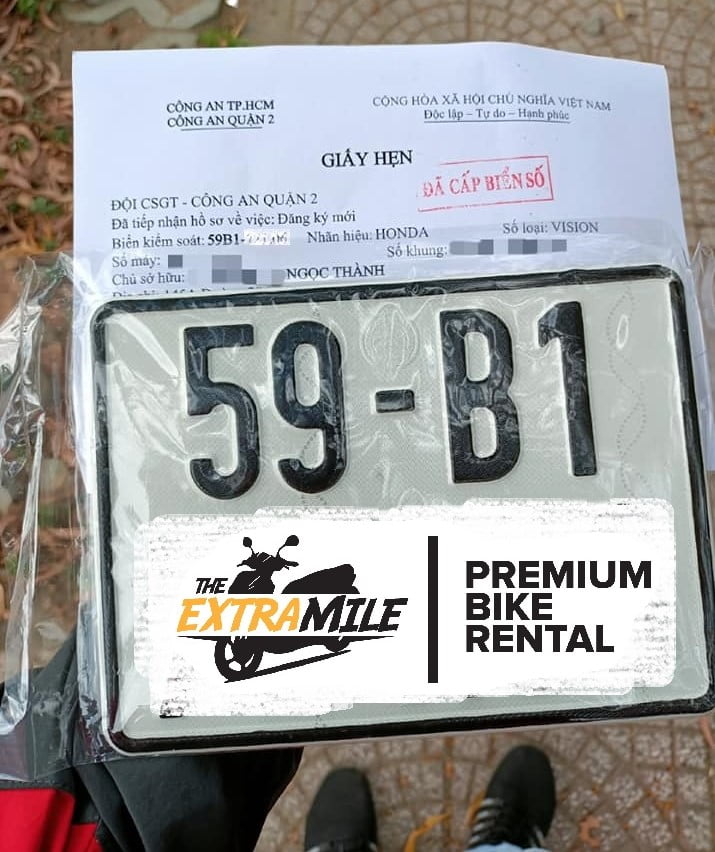 CÔNG AN TP.HCM
CÔNG AN QUẬN 2
CỘNG HÒA XÃ HỘI CHỦ NGHĨA VIỆT NAM
Độc lập – Tự do – Hạnh phúc
GIẤY HẸN
ĐÃ CẤP BIỂN SỐ
ĐỘI CSGT - CÔNG AN QUẬN 2
Đã tiếp nhận hồ sơ về việc: Đăng ký mới
Biển kiểm soát: 59B1- Nhãn hiệu: HONDA Số loại: VISION
Số máy: Số khung:
Chủ sở hữu: NGỌC THÀNH
59-B1
THE
EXTRAMILE
PREMIUM
BIKE
RENTAL